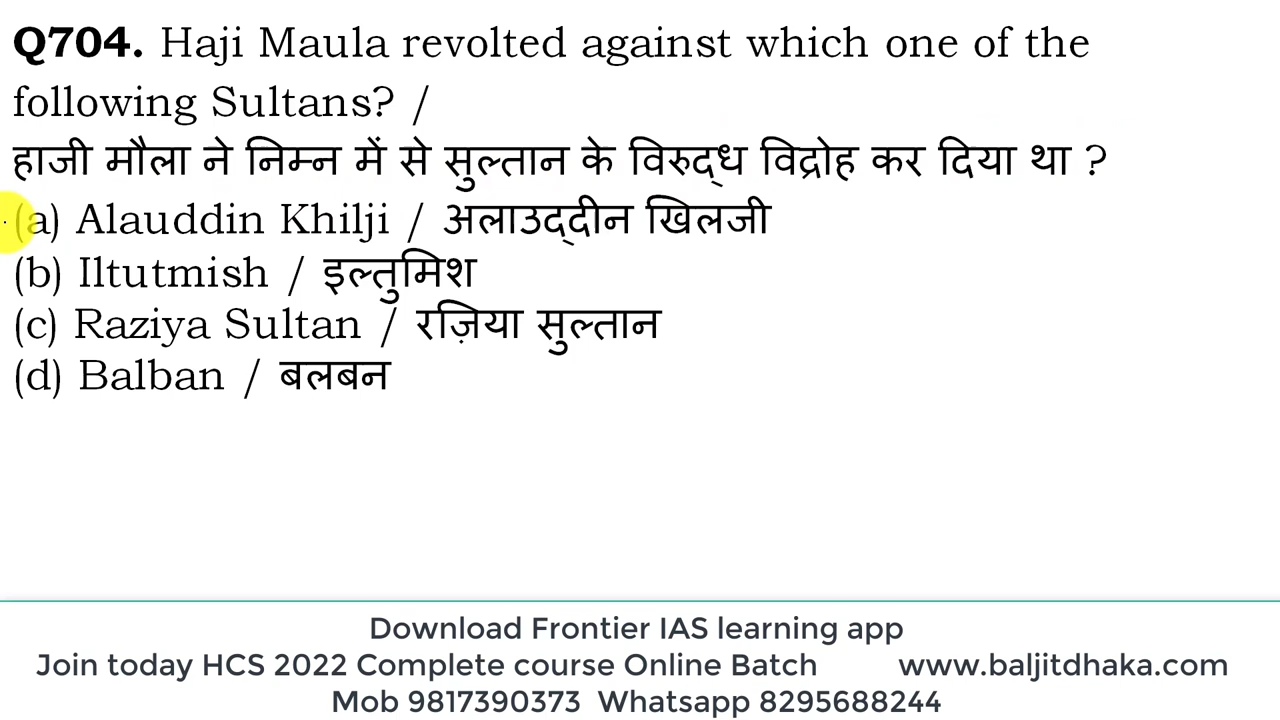 Q704. Haji Maula revolted against which one of the
following Sultans? /
हाजी मौला ने निम्न में से सुल्तान के विरुद्ध विद्रोह कर दिया था ?
(a) Alauddin Khilji / अलाउद्दीन खिलजी
(b) Iltutmish / इल्तुमिश
(c) Raziya Sultan / रज़िया सुल्तान
(d) Balban / बलबन
Download Frontier IAS learning app
Join today HCS 2022 Complete course Online Batch www.baljitdhaka.com
Mob 9817390373 Whatsapp 8295688244